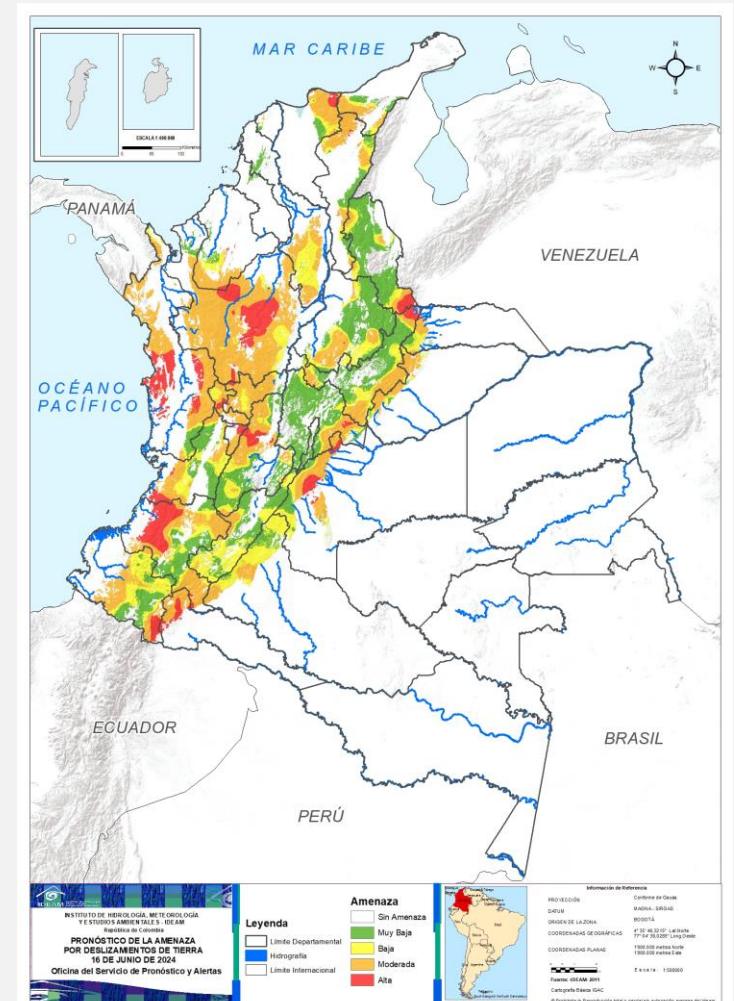 MAR CARIBE
N
W
E
S
PANAMÁ
VENEZUELA
OCÉANO
PACÍFICO
ECUADOR
PERÚ
BRASIL
IDEAM
INSTITUTO DE HIDROLOGÍA, METEOROLOGÍA
Y ESTUDIOS AMBIENTALES - IDEAM
República de Colombia
PRONÓSTICO DE LA AMENAZA
POR DESLIZAMIENTOS DE TIERRA
16 DE JUNIO DE 2024
Oficina del Servicio de Pronóstico y Alertas
Leyenda
Límite Departamental
Hidrografía
Límite Internacional
Amenaza
Sin Amenaza
Muy Baja
Baja
Moderada
Alta
Información de Referencia
PROYECCIÓN
DATUM
MAGNA - SIRGAS
ORIGEN DE LA ZONA
BOGOTÁ
COORDENADAS GEOGRÁFICAS
COORDENADAS PLANAS
Cartografía Básica IGAC